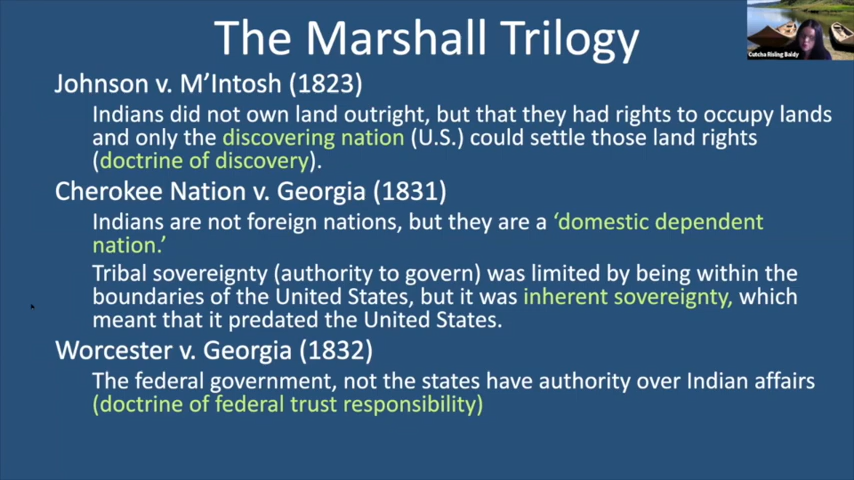 The Marshall Trilogy
Cutcha Risling Baldy
Johnson v. M'Intosh (1823)
Indians did not own land outright, but that they had rights to occupy lands
and only the discovering nation (U.S.) could settle those land rights
(doctrine of discovery).
Cherokee Nation v. Georgia (1831)
Indians are not foreign nations, but they are a ‘domestic dependent
nation.’
Tribal sovereignty (authority to govern) was limited by being within the
boundaries of the United States, but it was inherent sovereignty, which
meant that it predated the United States.
Worcester v. Georgia (1832)
The federal government, not the states have authority over Indian affairs
(doctrine of federal trust responsibility)